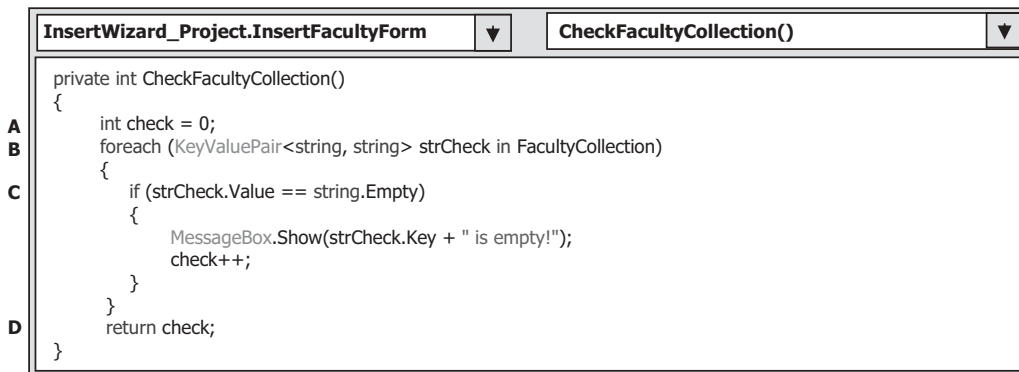 InsertWizard_Project.InsertFacultyForm CheckFacultyCollection()
private int CheckFacultyCollection()
{
A int check = 0;
B foreach (KeyValuePair<string, string> strCheck in FacultyCollection)
{
C if (strCheck.Value == string.Empty)
{
MessageBox.Show(strCheck.Key + " is empty!");
check++;
}
}
D return check;
}